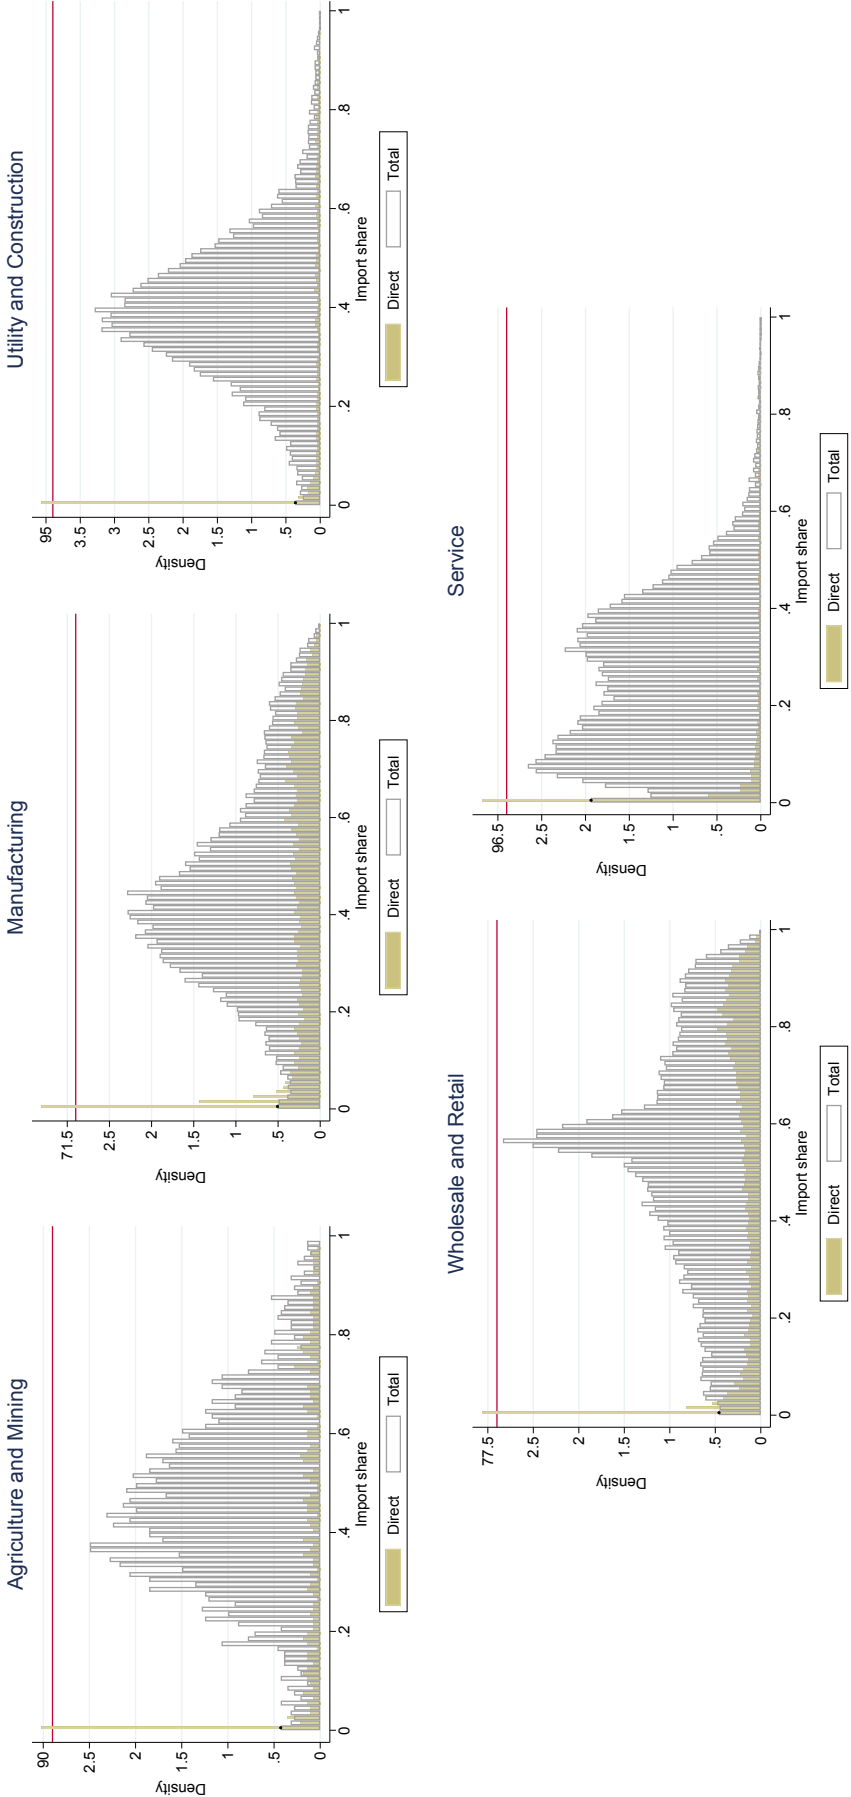 Agriculture and Mining
Density
90
2.5
2
1.5
1
.5
0
0 .2 .4 .6 .8 1
Import share
Direct Total
Manufacturing
Density
71.5
2.5
2
1.5
1
.5
0
0 .2 .4 .6 .8 1
Import share
Direct Total
Utility and Construction
Density
95
3.5
3
2.5
2
1.5
1
.5
0
0 .2 .4 .6 .8 1
Import share
Direct Total
Wholesale and Retail
Density
77.5
2.5
2
1.5
1
.5
0
0 .2 .4 .6 .8 1
Import share
Direct Total
Service
Density
96.5
2.5
2
1.5
1
.5
0
0 .2 .4 .6 .8 1
Import share
Direct Total